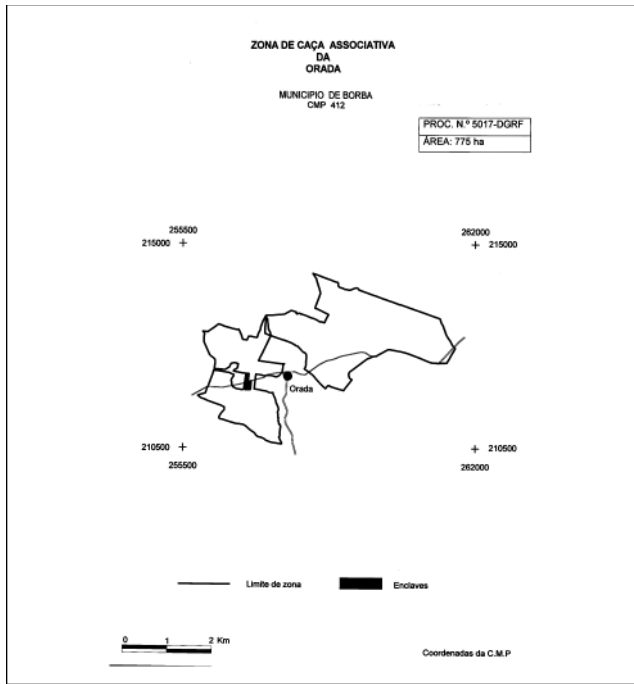 ZONA DE CAÇA ASSOCIATIVA
DA
ORADA
MUNICIPIO DE BORBA
CMP 412
PROC. N.º 5017-DGRF
ÁREA: 775 ha
255500
215000
262000
215000
Orada
210500
255500
210500
262000
Limite de zona
Enclaves
0 1 2 Km
Coordenadas da C.M.P